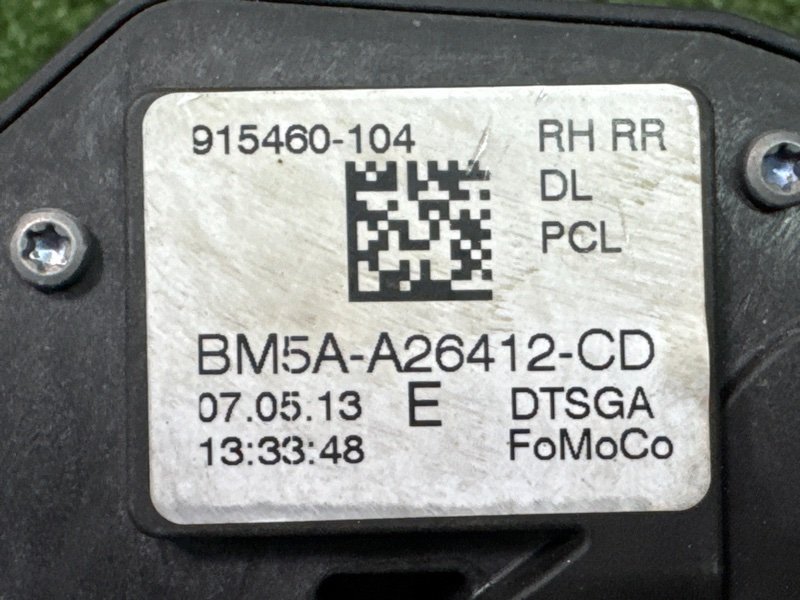 915460-104 RH RR
DL
PCL
BM5A-A26412-CD
07.05.13 E DTSGA
13:33:48 FoMoCo